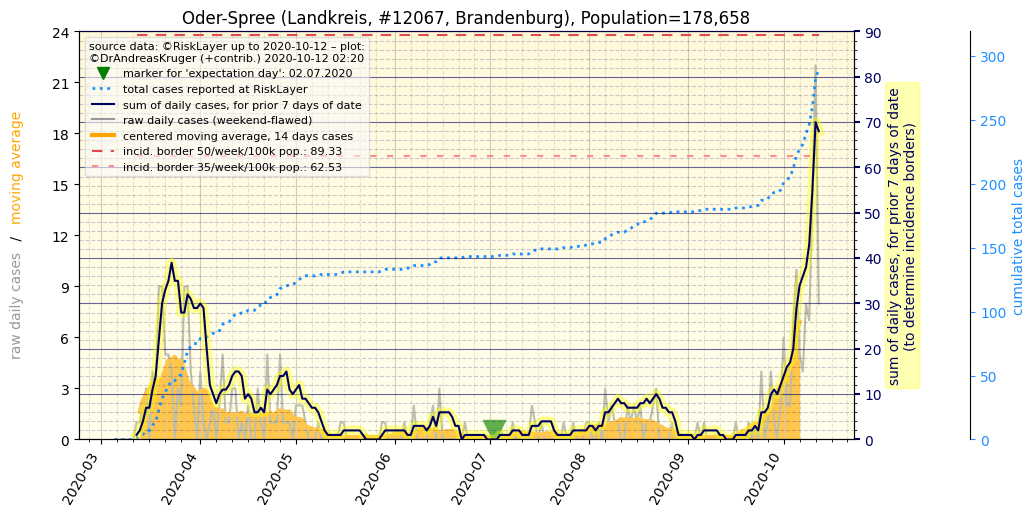 Oder-Spree (Landkreis, #12067, Brandenburg), Population=178,658
source data: ©RiskLayer up to 2020-10-12 – plot:
©DrAndreasKruger (+contrib.) 2020-10-12 02:20
marker for 'expectation day': 02.07.2020
total cases reported at RiskLayer
sum of daily cases, for prior 7 days of date
raw daily cases (weekend-flawed)
centered moving average, 14 days cases
incid. border 50/week/100k pop.: 89.33
incid. border 35/week/100k pop.: 62.53
raw daily cases / moving average
24
21
18
15
12
9
6
3
0
2020-03
2020-04
2020-05
2020-06
2020-07
2020-08
2020-09
2020-10
90
80
70
60
50
40
30
20
10
0
sum of daily cases, for prior 7 days of date
(to determine incidence borders)
300
250
200
150
100
50
0
cumulative total cases